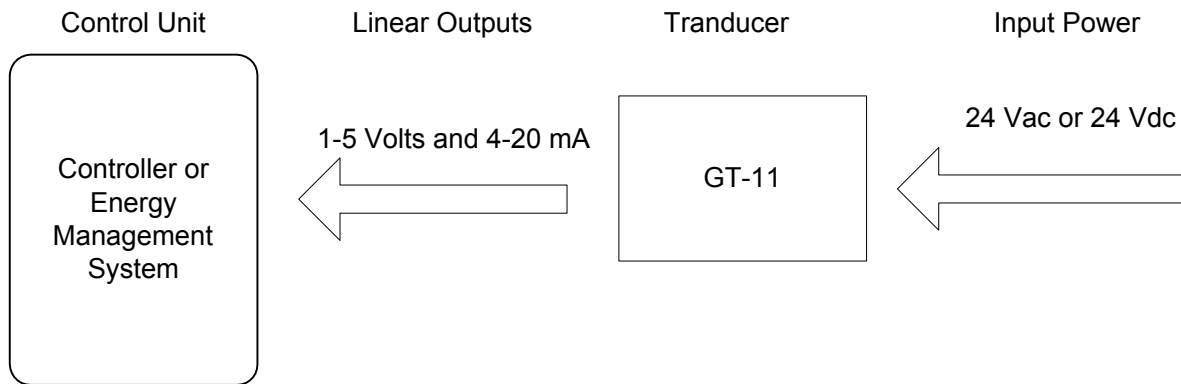 Control Unit
Linear Outputs
Tranducer
Input Power
1-5 Volts and 4-20 mA
24 Vac or 24 Vdc
Controller or
Energy
Management
System
GT-11